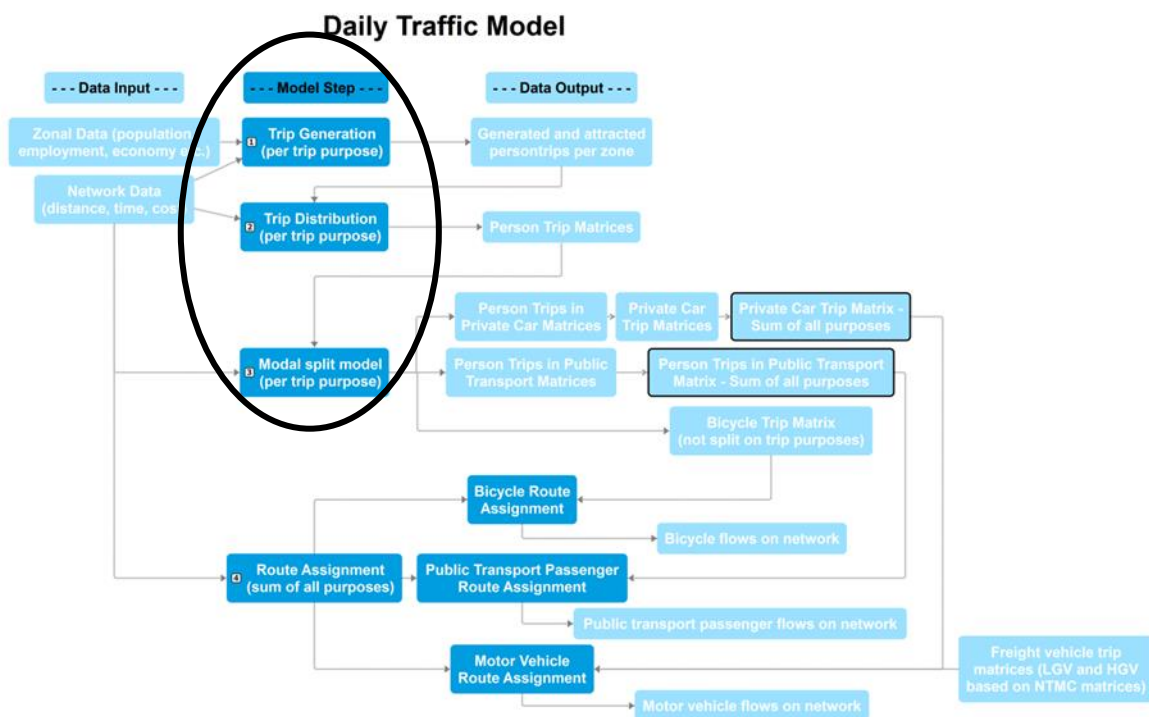 Daily Traffic Model
- - - Data Input - - -
- - - Model Step - - -
- - - Data Output - - -
Zonal Data (population
employment, economy etc.)
1
Trip Generation
(per trip purpose)
Generated and attracted
persontrips per zone
Network Data
(distance, time, cos
2
Trip Distribution
(per trip purpose)
Person Trip Matrices
Person Trips in
Private Car Matrices
Private Car
Trip Matrices
Private Car Trip Matrix -
Sum of all purposes
3
Modal split model
(per trip purpose)
Person Trips in Public
Transport Matrices
Person Trips in Public Transport
Matrix - Sum of all purposes
Bicycle Trip Matrix
(not split on trip purposes)
Bicycle Route
Assignment
Bicycle flows on network
4
Route Assignment
(sum of all purposes)
Public Transport Passenger
Route Assignment
Public transport passenger flows on network
Motor Vehicle
Route Assignment
Freight vehicle trip
matrices (LGV and HGV
based on NTMC matrices)
Motor vehicle flows on network